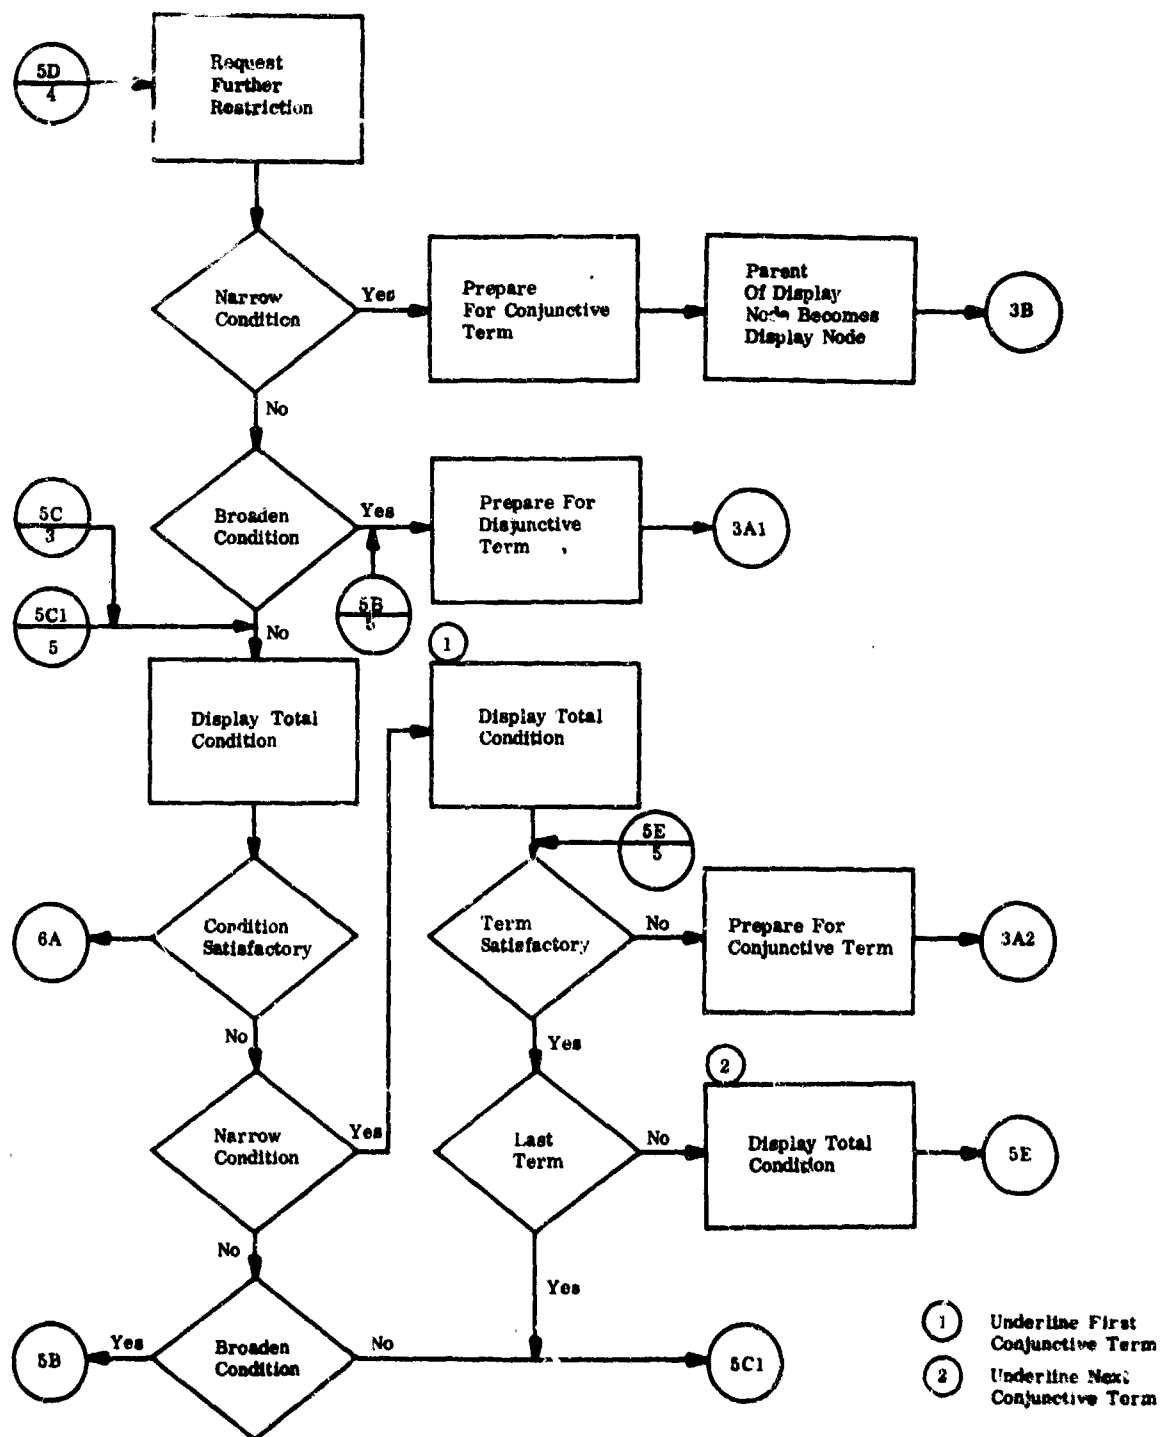 5D
4
Request
Further
Restriction
Narrow
Condition
Yes
Prepare
For Conjunctive
Term
Parent
Of Display
Node Becomes
Display Node
3B
No
5C
3
Broaden
Condition
Yes
Prepare For
Disjunctive
Term
3A1
5C1
5
No
5B
5
1
Display Total
Condition
Display Total
Condition
5E
5
6A
Condition
Satisfactory
Term
Satisfactory
No
Prepare For
Conjunctive Term
3A2
No
Yes
2
Narrow
Condition
Yes
Last
Term
No
Display Total
Condition
5E
No
Yes
5B
Yes
Broaden
Condition
No
5C1
1
Underline First
Conjunctive Term
2
Underline Next
Conjunctive Term